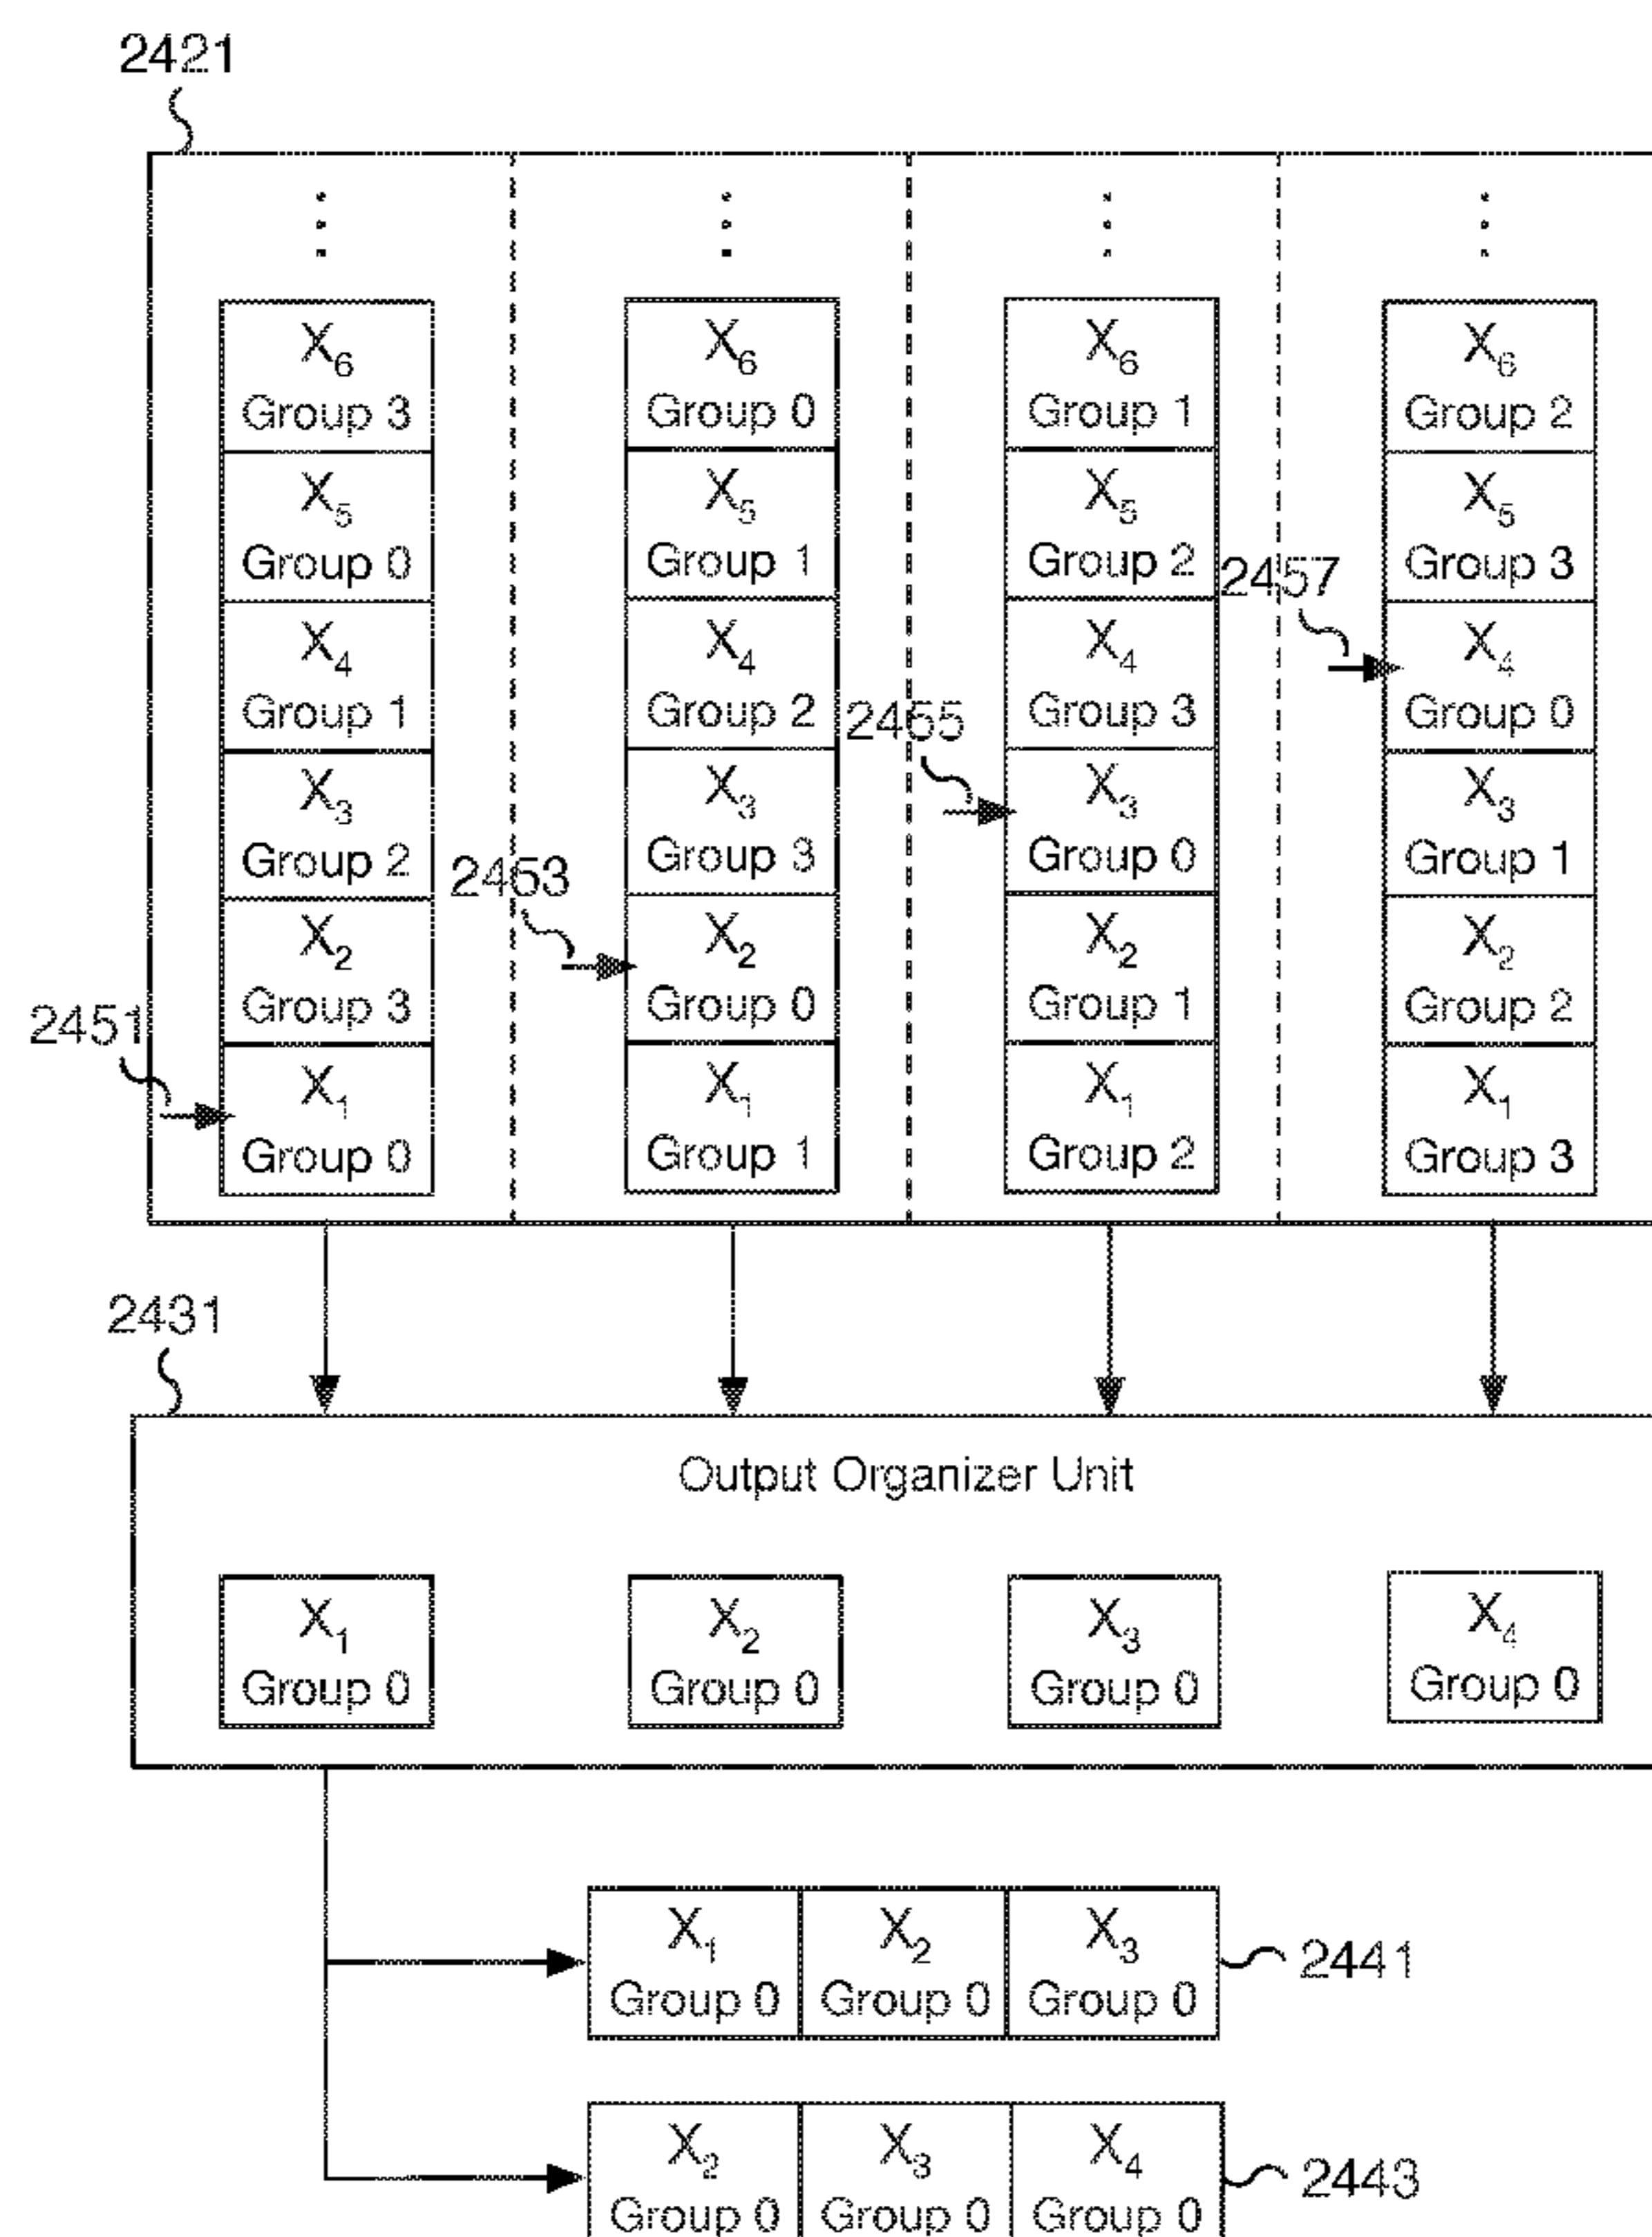 2421
⋮ ⋮ ⋮ ⋮
X₆ X₆ X₆ X₆
Group 3 Group 0 Group 1 Group 2
X₅ X₅ X₅ X₅
Group 0 Group 1 Group 2 Group 3
2457
X₄ X₄ X₄ X₄
Group 1 Group 2 Group 3 Group 0
2455
X₃ X₃ X₃ X₃
Group 2 Group 3 Group 0 Group 1
2453
X₂ X₂ X₂ X₂
Group 3 Group 0 Group 1 Group 2
2451
X₁ X₁ X₁ X₁
Group 0 Group 1 Group 2 Group 3
2431
Output Organizer Unit
X₁ X₂ X₃ X₄
Group 0 Group 0 Group 0 Group 0
X₁ X₂ X₃
Group 0 Group 0 Group 0
2441
X₂ X₃ X₄
Group 0 Group 0 Group 0
2443